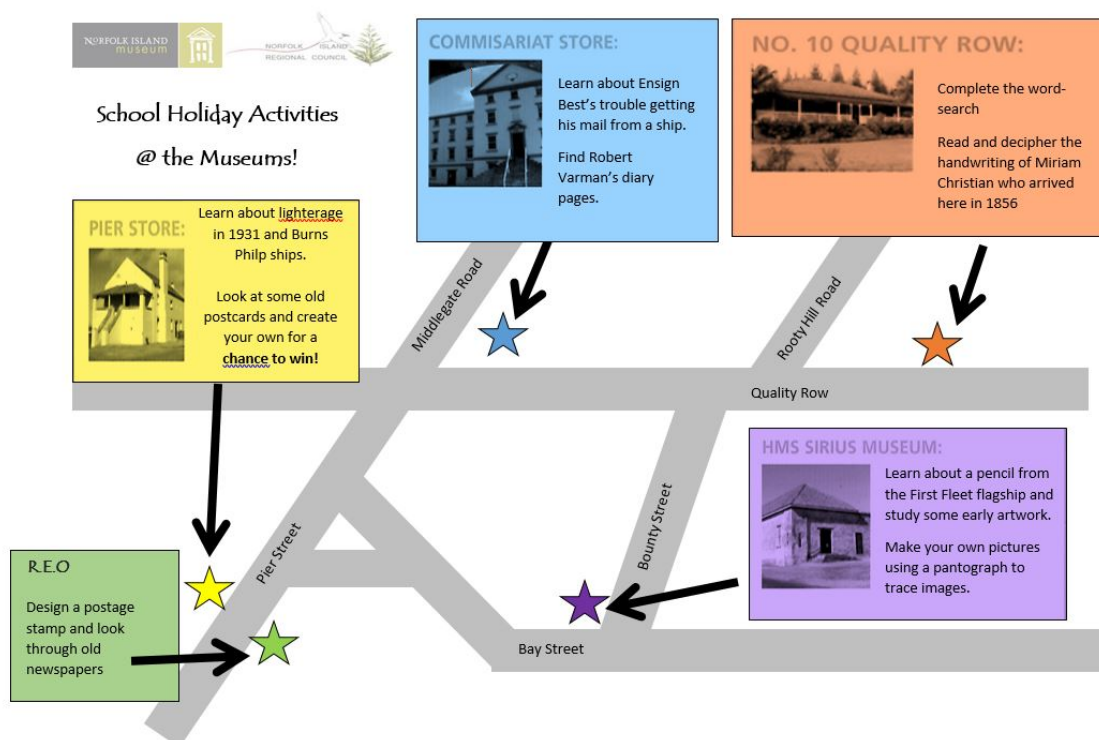 NORFOLK ISLAND
museum
NORFOLK ISLAND
REGIONAL COUNCIL
School Holiday Activities
@ the Museums!
COMMISARIAT STORE:
Learn about Ensign
Best's trouble getting
his mail from a ship.
Find Robert
Varman's diary
pages.
NO. 10 QUALITY ROW:
Complete the word-
search
Read and decipher the
handwriting of Miriam
Christian who arrived
here in 1856
PIER STORE:
Learn about lighterage
in 1931 and Burns
Philp ships.
Look at some old
postcards and create
your own for a
chance to win!
Middlegate Road
Rooty Hill Road
Quality Row
HMS SIRIUS MUSEUM:
Learn about a pencil from
the First Fleet flagship and
study some early artwork.
Make your own pictures
using a pantograph to
trace images.
Bounty Street
Pier Street
R.E.O
Design a postage
stamp and look
through old
newspapers
Bay Street